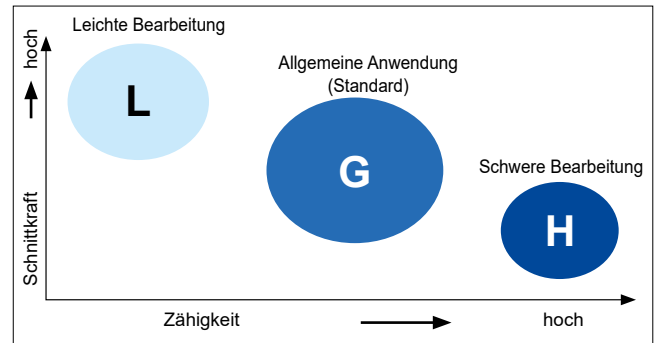 Leichte Bearbeitung
hoch
L
Allgemeine Anwendung
(Standard)
G
Schwere Bearbeitung
H
Schnittkraft
Zähigkeit
hoch